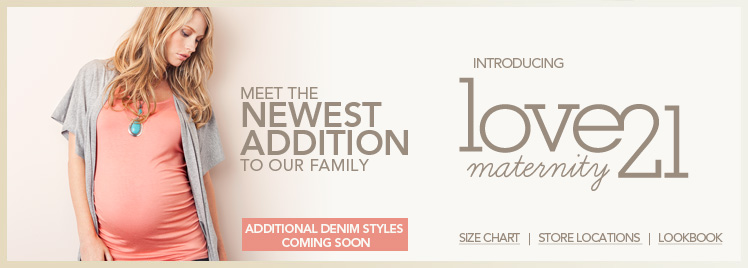 MEET THE
NEWEST
ADDITION
TO OUR FAMILY
ADDITIONAL DENIM STYLES
COMING SOON
INTRODUCING
love21
maternity
SIZE CHART | STORE LOCATIONS | LOOKBOOK